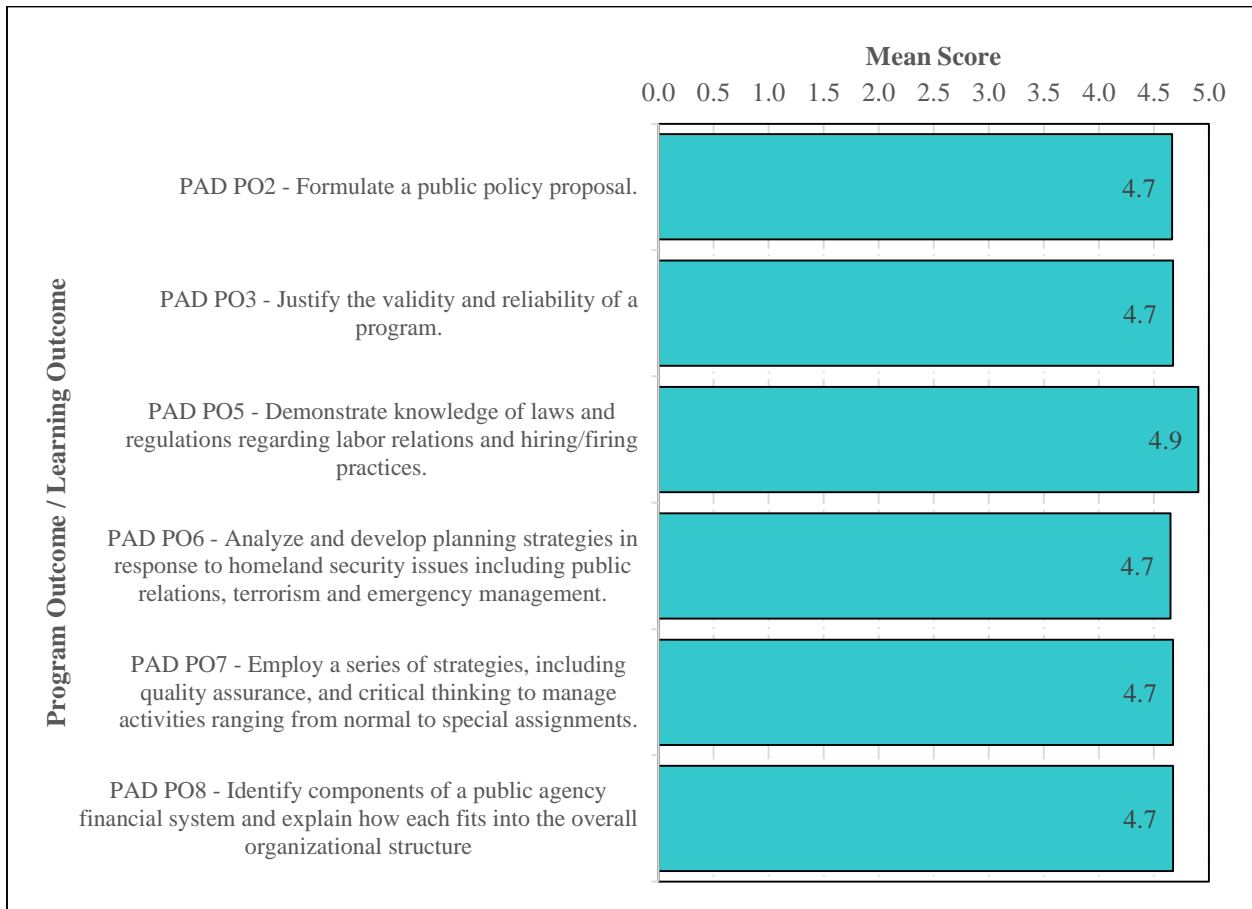 Mean Score
0.0 0.5 1.0 1.5 2.0 2.5 3.0 3.5 4.0 4.5 5.0
Program Outcome / Learning Outcome
PAD PO2 - Formulate a public policy proposal.
4.7
PAD PO3 - Justify the validity and reliability of a
program.
4.7
PAD PO5 - Demonstrate knowledge of laws and
regulations regarding labor relations and hiring/firing
practices.
4.9
PAD PO6 - Analyze and develop planning strategies in
response to homeland security issues including public
relations, terrorism and emergency management.
4.7
PAD PO7 - Employ a series of strategies, including
quality assurance, and critical thinking to manage
activities ranging from normal to special assignments.
4.7
PAD PO8 - Identify components of a public agency
financial system and explain how each fits into the overall
organizational structure
4.7